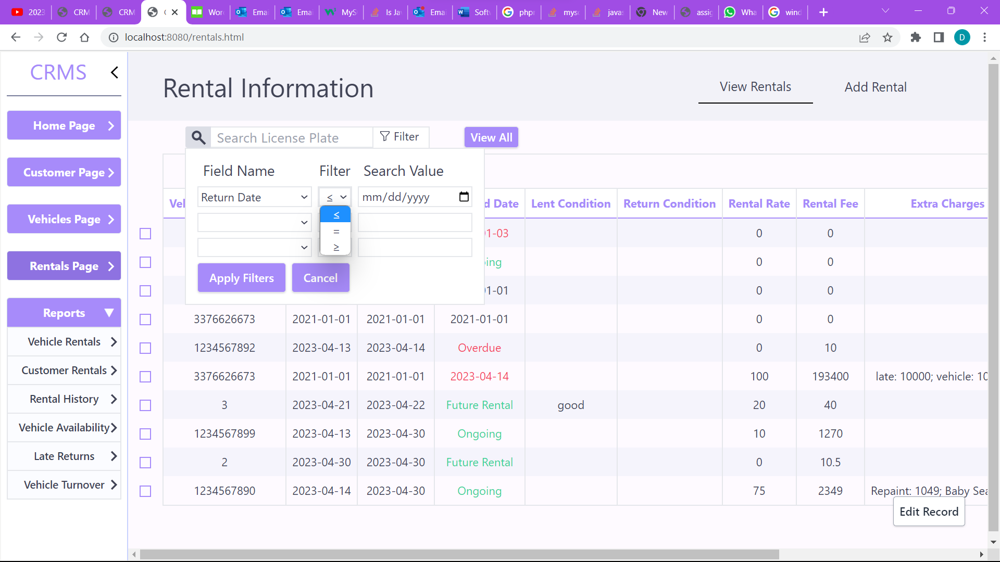 2023 CRM CRM C Word Emai Emai MyS Is Ja Emai Soft phpr mysc javas New assig Wha wind
localhost:8080/rentals.html D
CRMS
Rental Information View Rentals Add Rental
Home Page
Customer Page
Vehicles Page
Rentals Page
Reports
Vehicle Rentals
Customer Rentals
Rental History
Vehicle Availability
Late Returns
Vehicle Turnover
Search License Plate Filter View All
Field Name Filter Search Value
Return Date ≤ mm/dd/yyyy
≤
=
≥
Apply Filters Cancel
Vel d Date Lent Condition Return Condition Rental Rate Rental Fee Extra Charges
1-03 0 0
ing 0 0
1-01 0 0
3376626673 2021-01-01 2021-01-01 2021-01-01 0 0
1234567892 2023-04-13 2023-04-14 Overdue 0 10
3376626673 2021-01-01 2021-01-01 2023-04-14 100 193400 late: 10000; vehicle: 10
3 2023-04-21 2023-04-22 Future Rental good 20 40
1234567899 2023-04-13 2023-04-30 Ongoing 10 1270
2 2023-04-30 2023-04-30 Future Rental 0 10.5
1234567890 2023-04-14 2023-04-30 Ongoing 75 2349 Repaint: 1049; Baby Sea
Edit Record